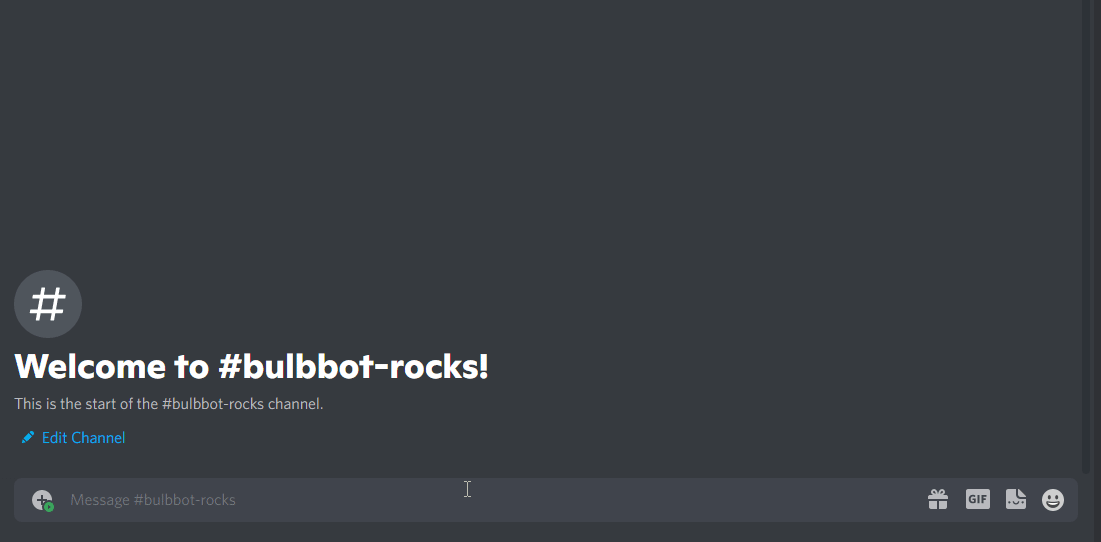 Welcome to #bulbbot-rocks!
This is the start of the #bulbbot-rocks channel.
Edit Channel
Message #bulbbot-rocks
GIF